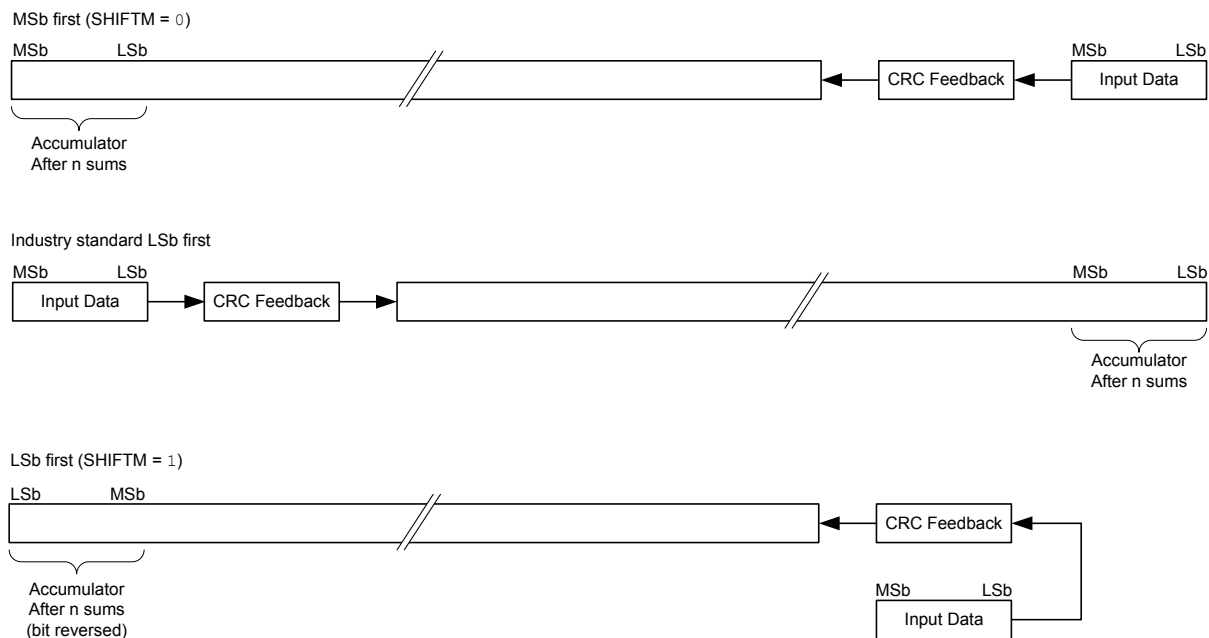 MSb first (SHIFTM = 0)
MSb LSb MSb LSb
CRC Feedback Input Data
Accumulator
After n sums
Industry standard LSb first
MSb LSb MSb LSb
Input Data CRC Feedback
Accumulator
After n sums
LSb first (SHIFTM = 1)
LSb MSb
CRC Feedback
Accumulator
After n sums
(bit reversed)
MSb LSb
Input Data